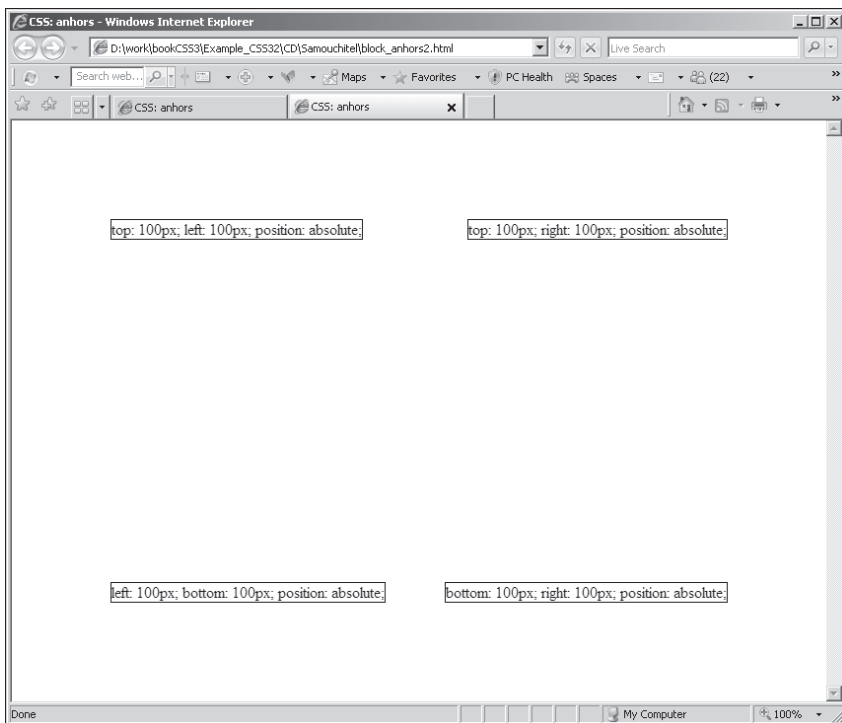 CSS: anhors - Windows Internet Explorer
D:\work\bookCSS3\Example_CSS32\CD\Samouchitel\block_anhors2.html
Live Search
Search web...
Maps
Favorites
PC Health
Spaces
(22)
CSS: anhors
CSS: anhors
top: 100px; left: 100px; position: absolute;
top: 100px; right: 100px; position: absolute;
left: 100px; bottom: 100px; position: absolute;
bottom: 100px; right: 100px; position: absolute;
Done
My Computer
100%